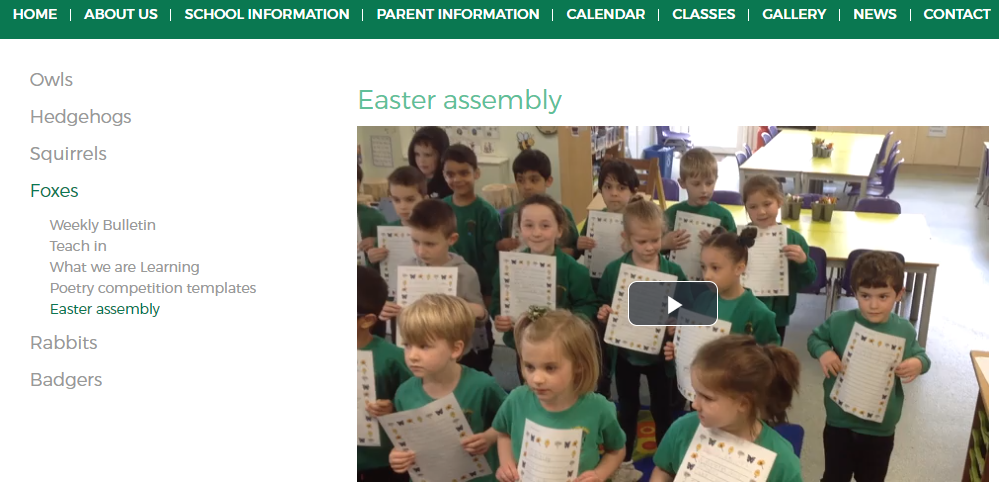 HOME | ABOUT US | SCHOOL INFORMATION | PARENT INFORMATION | CALENDAR | CLASSES | GALLERY | NEWS | CONTACT
Owls
Hedgehogs
Squirrels
Foxes
Weekly Bulletin
Teach in
What we are Learning
Poetry competition templates
Easter assembly
Rabbits
Badgers
Easter assembly